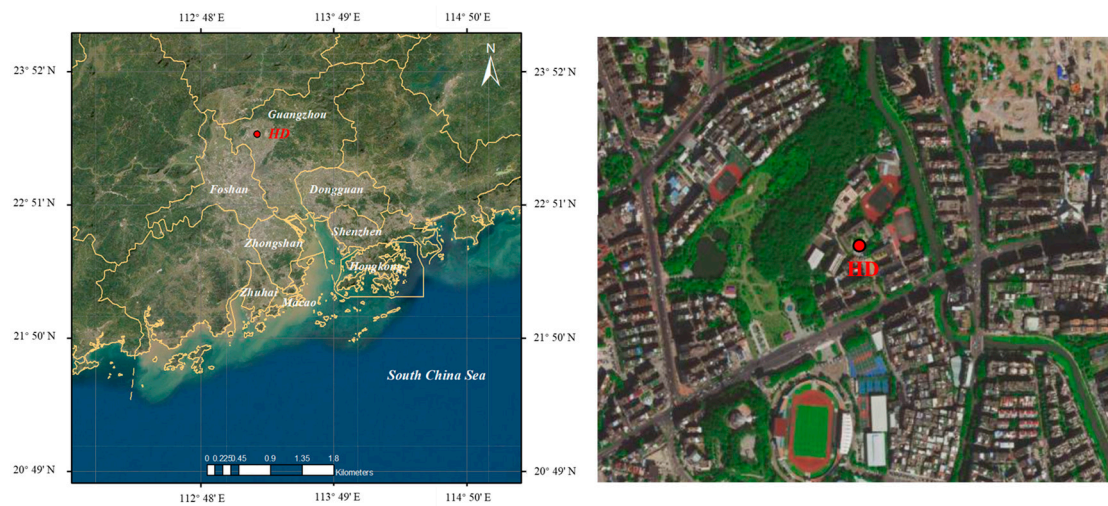 112° 48' E
113° 49' E
114° 50' E
N
23° 52' N
23° 52' N
Guangzhou
HD
Foshan
Dongguan
22° 51' N
22° 51' N
Shenzhen
Zhongshan
Hongkong
HD
Zhuhai
Macao
21° 50' N
21° 50' N
South China Sea
0 0.2250.45 0.9 1.35 1.8
Kilometers
20° 49' N
20° 49' N
112° 48' E
113° 49' E
114° 50' E